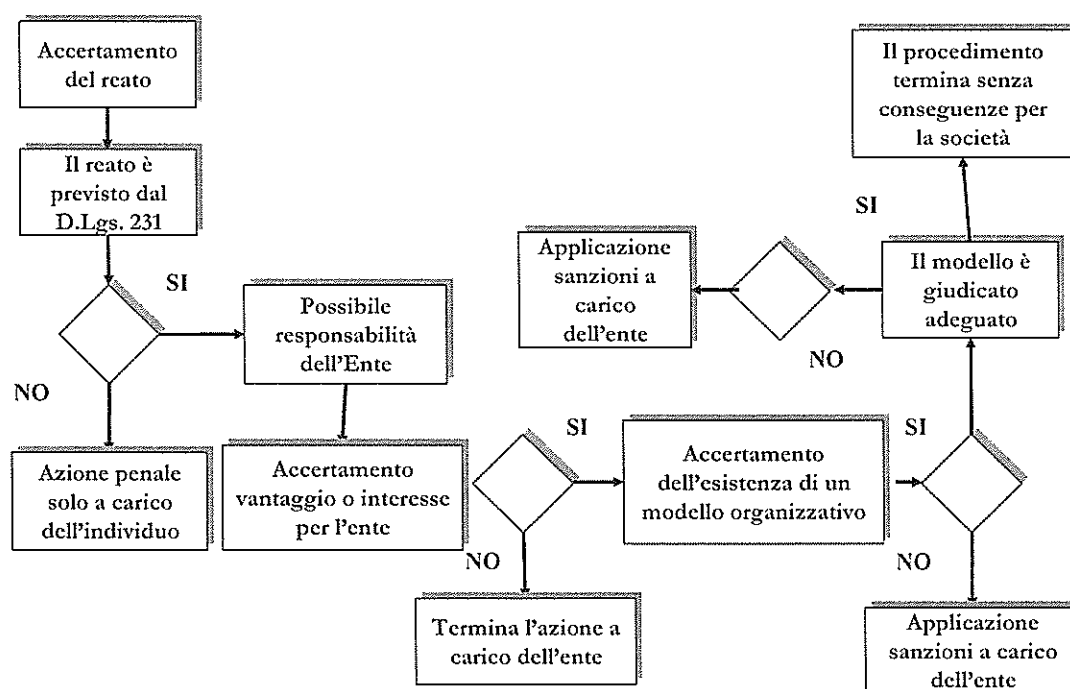 Accertamento
del reato
Il reato è
previsto dal
D.Lgs. 231
SI
NO
Possibile
responsabilità
dell'Ente
Azione penale
solo a carico
dell'individuo
Accertamento
vantaggio o interesse
per l'ente
SI
NO
Termina l'azione a
carico dell'ente
Accertamento
dell'esistenza di un
modello organizzativo
SI
NO
Applicazione
sanzioni a carico
dell'ente
Il modello è
giudicato
adeguato
SI
NO
Il procedimento
termina senza
conseguenze per
la società
Applicazione
sanzioni a
carico
dell'ente